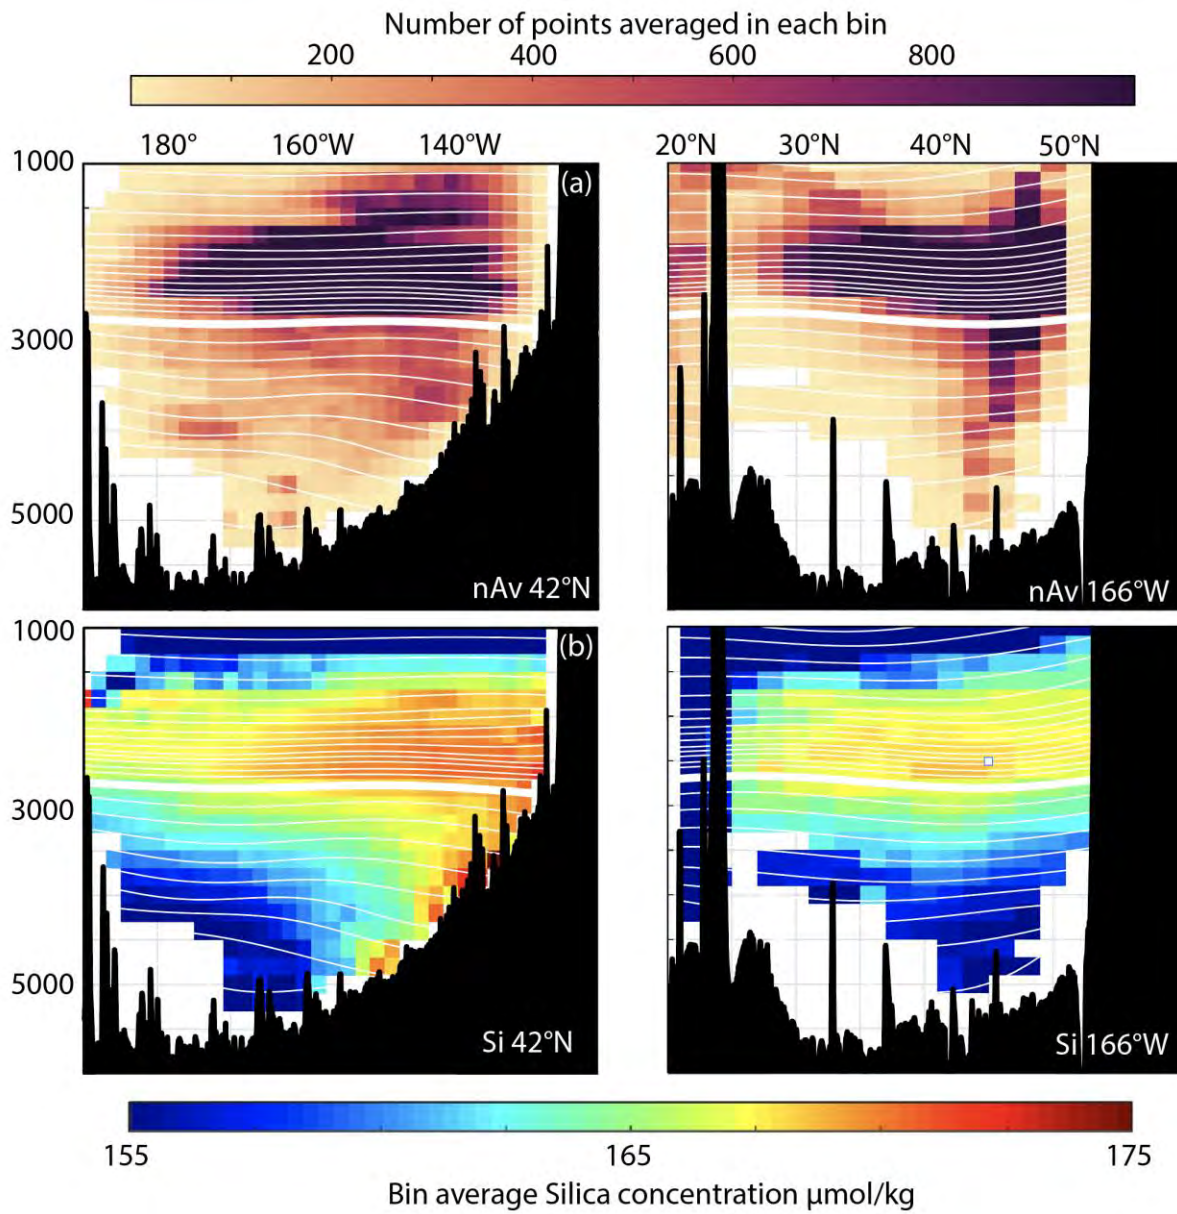 Number of points averaged in each bin
200 400 600 800
180° 160°W 140°W 20°N 30°N 40°N 50°N
1000
(a)
3000
5000
nAv 42°N nAv 166°W
1000
(b)
3000
5000
Si 42°N Si 166°W
155 165 175
Bin average Silica concentration μmol/kg